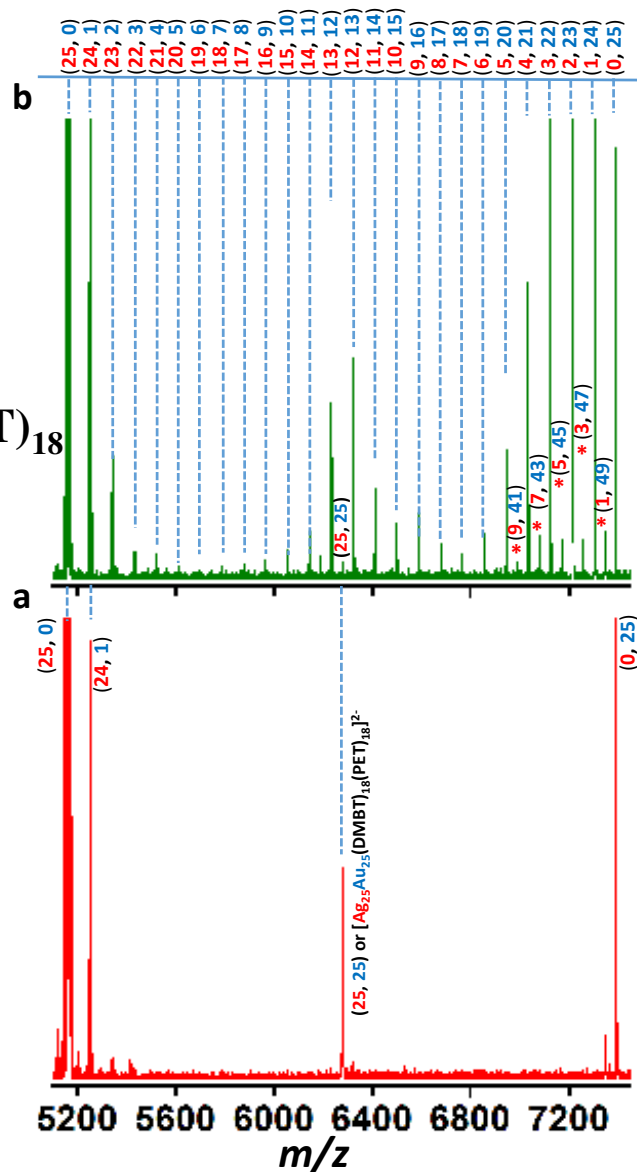 (25, 0)
(24, 1)
(23, 2)
(22, 3)
(21, 4)
(20, 5)
(19, 6)
(18, 7)
(17, 8)
(16, 9)
(15, 10)
(14, 11)
(13, 12)
(12, 13)
(11, 14)
(10, 15)
(9, 16)
(8, 17)
(7, 18)
(6, 19)
(5, 20)
(4, 21)
(3, 22)
(2, 23)
(1, 24)
(0, 25)
b
T)₁₈
(25, 25)
* (9, 41)
* (7, 43)
* (5, 45)
* (3, 47)
* (1, 49)
a
(25, 0)
(24, 1)
(25, 25) or [Ag₂₅Au₂₅(DMBT)₁₈(PET)₁₈]²⁻
(0, 25)
5200 5600 6000 6400 6800 7200
m/z